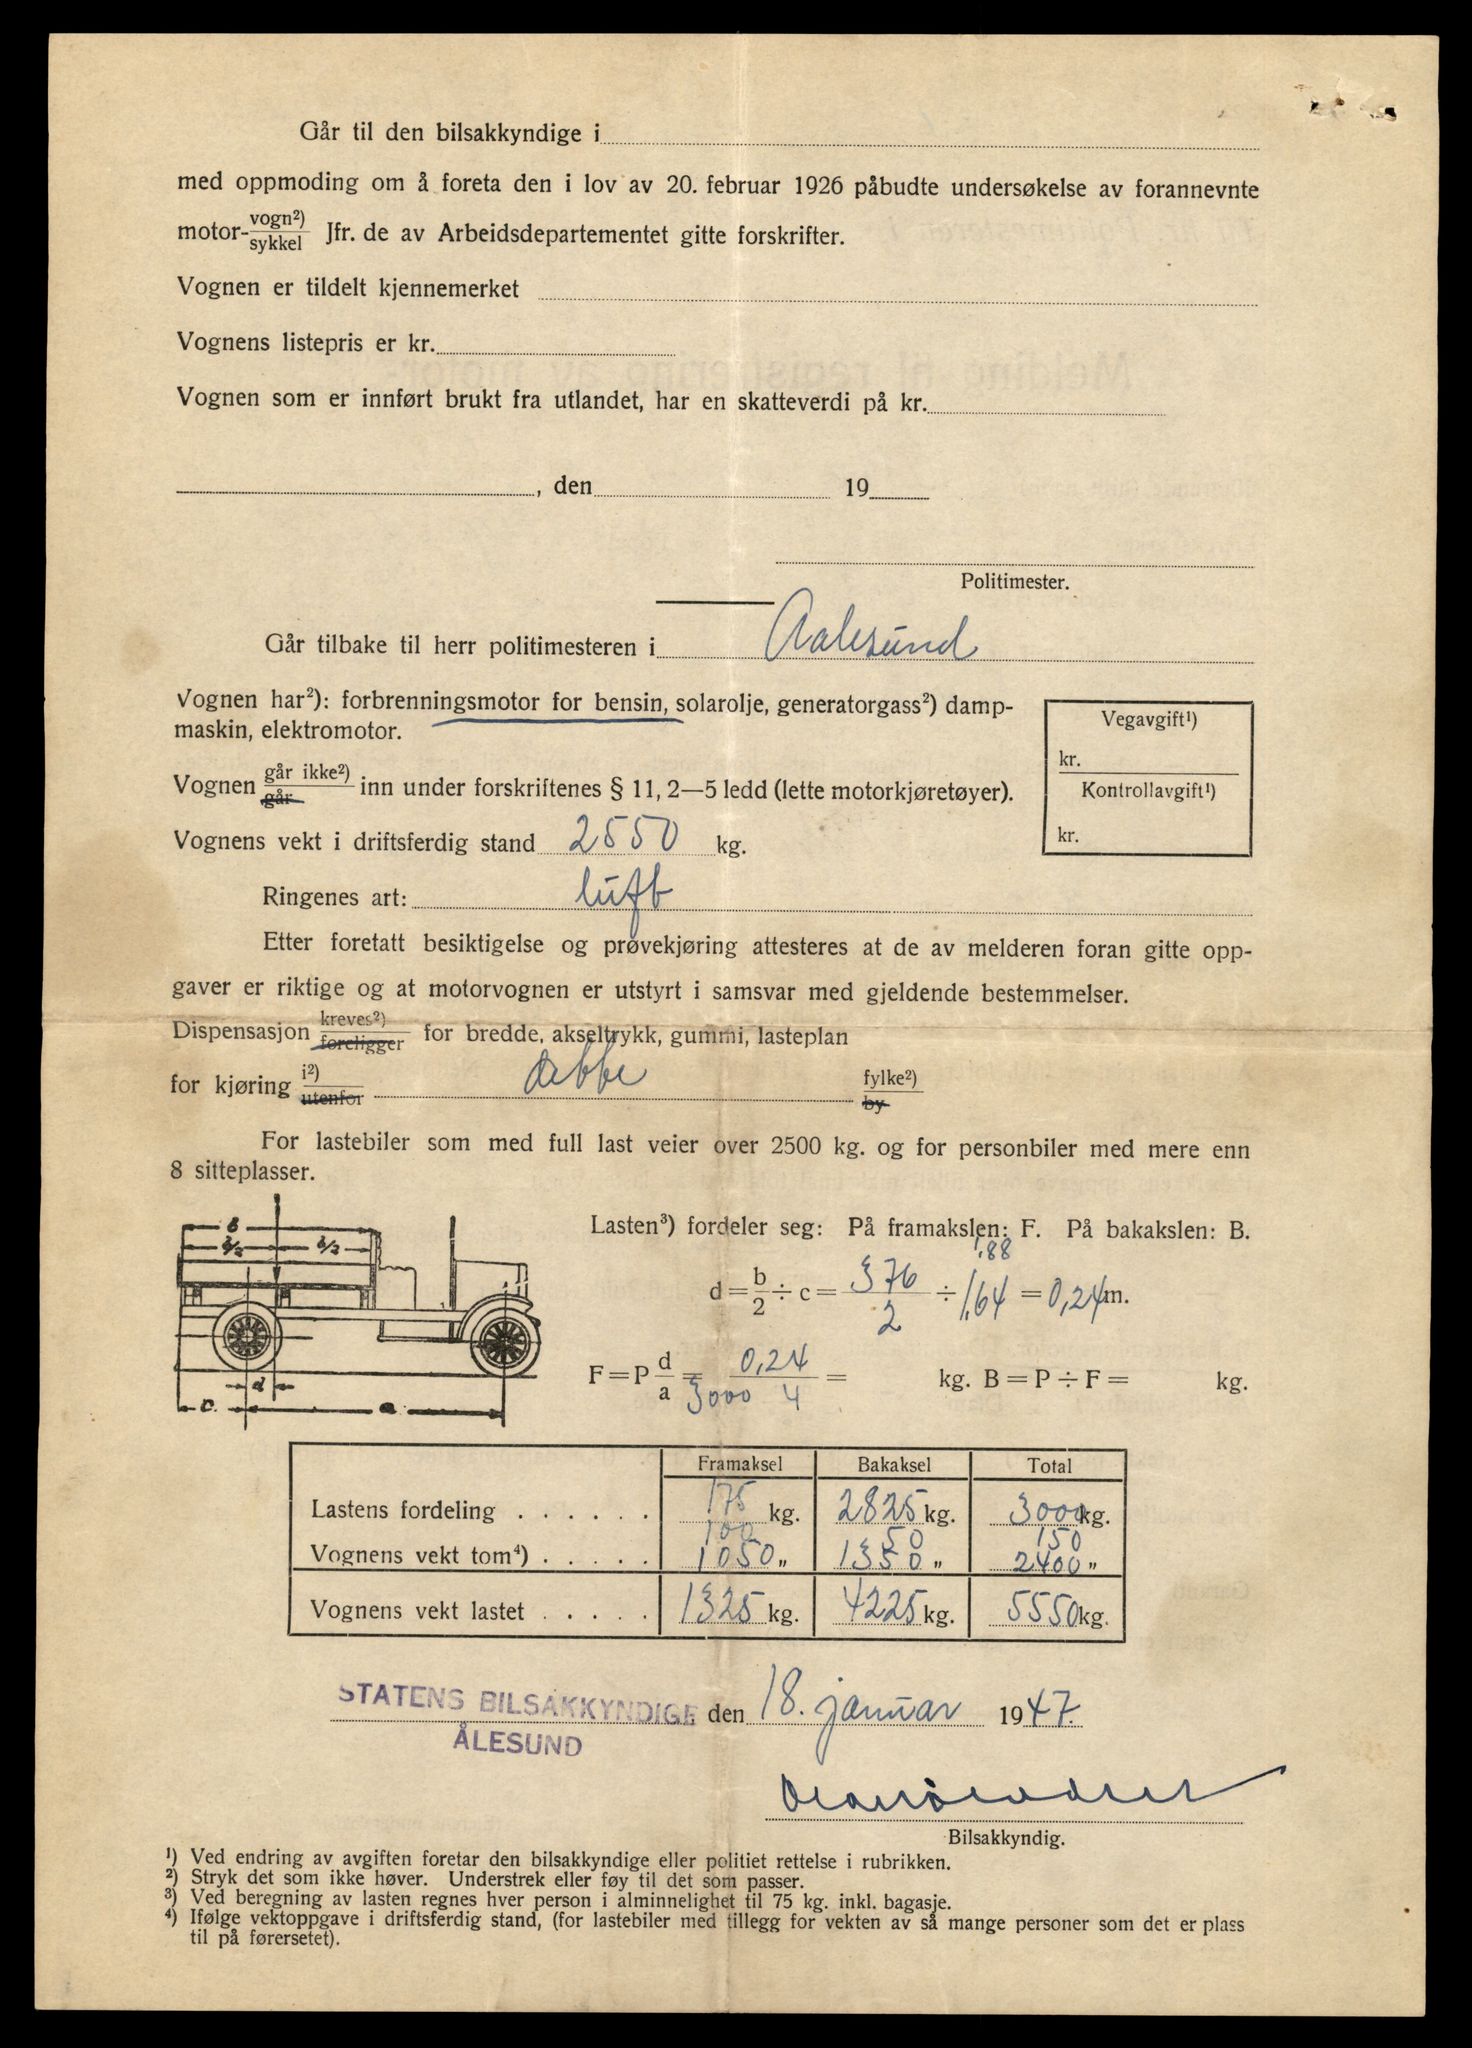 Går til den bilsakkyndige i
med oppmoding om å foreta den i lov av 20. februar 1926 påbudte undersøkelse av forannevnte
motor- vogn²) / sykkel Jfr. de av Arbeidsdepartementet gitte forskrifter.
Vognen er tildelt kjennemerket
Vognens listepris er kr.
Vognen som er innført brukt fra utlandet, har en skatteverdi på kr.
, den 19
Politimester.
Går tilbake til herr politimesteren i Aalesund
Vognen har²): forbrenningsmotor for bensin, solarolje, generatorgass²) damp-
maskin, elektromotor.
Vegavgift¹)
kr.
Kontrollavgift¹)
kr.
Vognen går ikke²) / går inn under forskriftenes § 11, 2—5 ledd (lette motorkjøretøyer).
Vognens vekt i driftsferdig stand 2550 kg.
Ringenes art: luft
Etter foretatt besiktigelse og prøvekjøring attesteres at de av melderen foran gitte opp-
gaver er riktige og at motorvognen er utstyrt i samsvar med gjeldende bestemmelser.
Dispensasjon kreves²) / foreligger for bredde, akseltrykk, gummi, lasteplan
for kjøring i²) / utenfor fylke²) / by
For lastebiler som med full last veier over 2500 kg. og for personbiler med mere enn
8 sitteplasser.
b
b/2 b/2
d
c. a
Lasten³) fordeler seg: På framakslen: F. På bakakslen: B.
1.88
d = b/2 ÷ c = 376/2 ÷ 1,64 = 0,24 m.
F = P d/a = 3000 0,24/4 = kg. B = P ÷ F = kg.
Framaksel Bakaksel Total
Lastens fordeling . . . . . . 175 kg. 2825 kg. 3000 kg.
100 50 150
Vognens vekt tom⁴) . . . . . 1050 „ 1350 „ 2400 „
Vognens vekt lastet . . . . . 1325 kg. 4225 kg. 5550 kg.
STATENS BILSAKKYNDIGE den 18. januar 1947.
ÅLESUND
Bilsakkyndig.
¹) Ved endring av avgiften foretar den bilsakkyndige eller politiet rettelse i rubrikken.
²) Stryk det som ikke høver. Understrek eller føy til det som passer.
³) Ved beregning av lasten regnes hver person i alminnelighet til 75 kg. inkl. bagasje.
⁴) Ifølge vektoppgave i driftsferdig stand, (for lastebiler med tillegg for vekten av så mange personer som det er plass
til på førersetet).